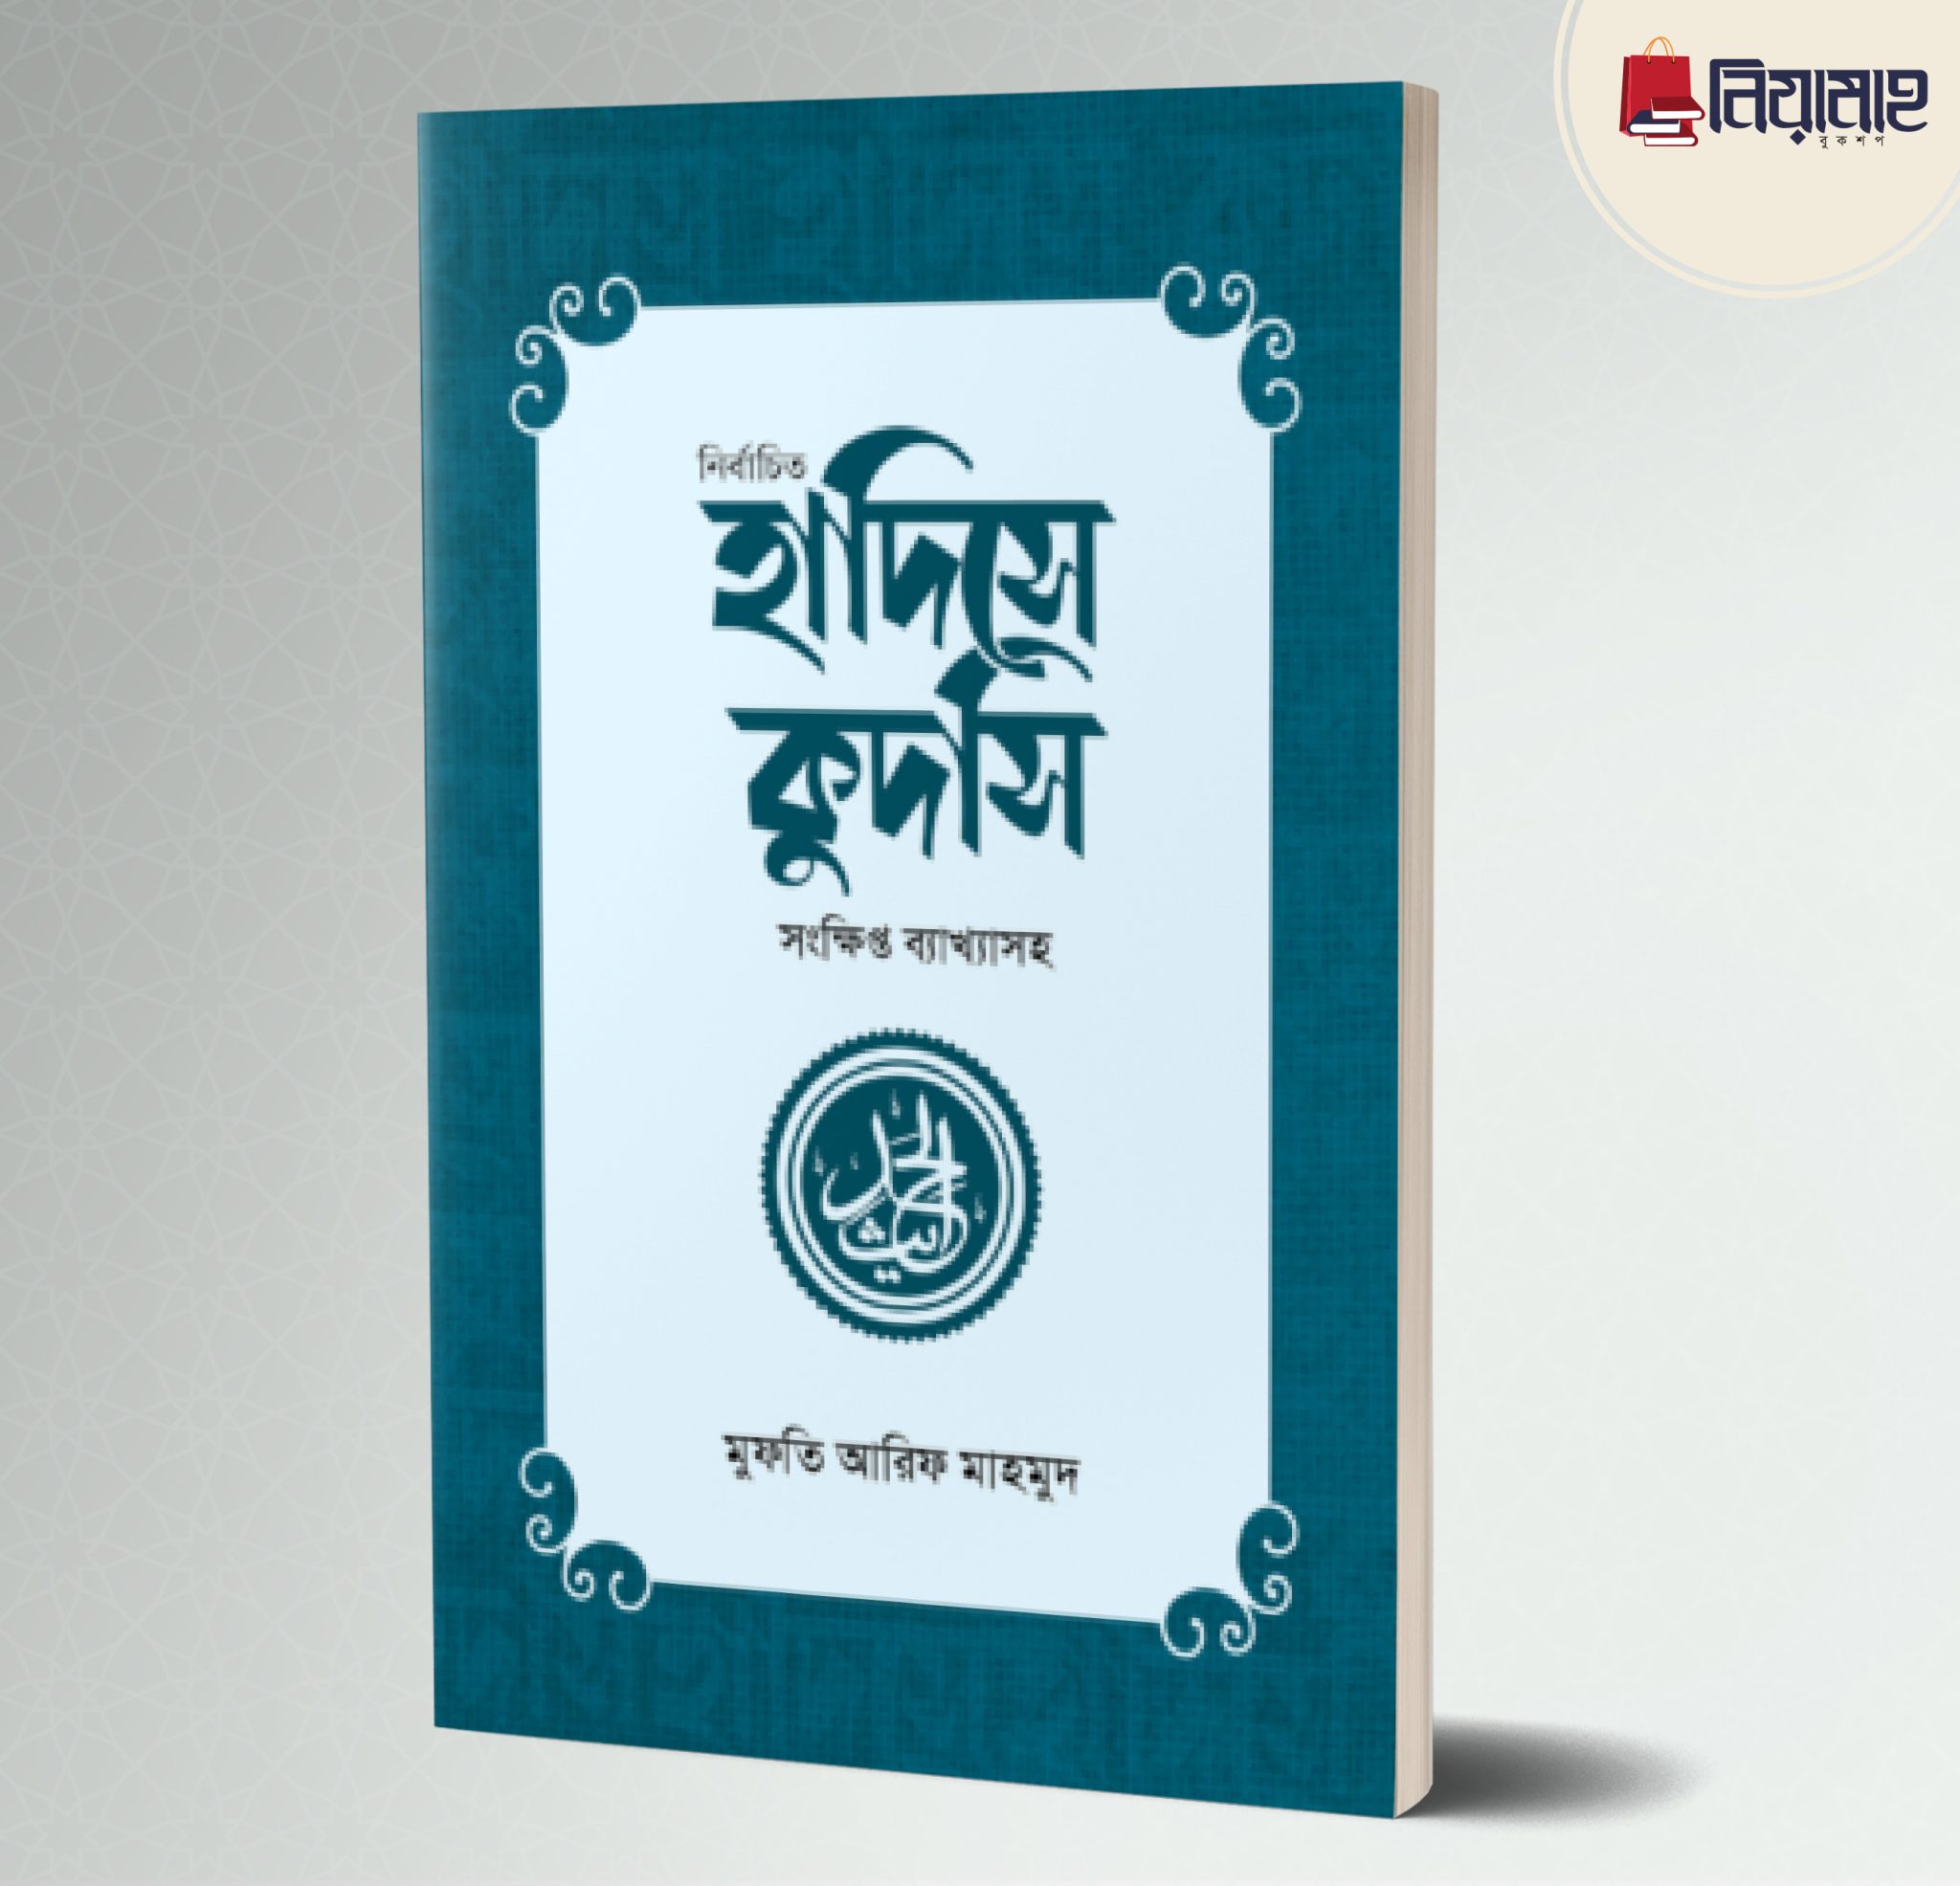 নিয়ামাহ
বুকশপ
নির্বাচিত
হাদিসে
কুদসি
সংক্ষিপ্ত ব্যাখ্যাসহ
মুফতি আরিফ মাহমুদ